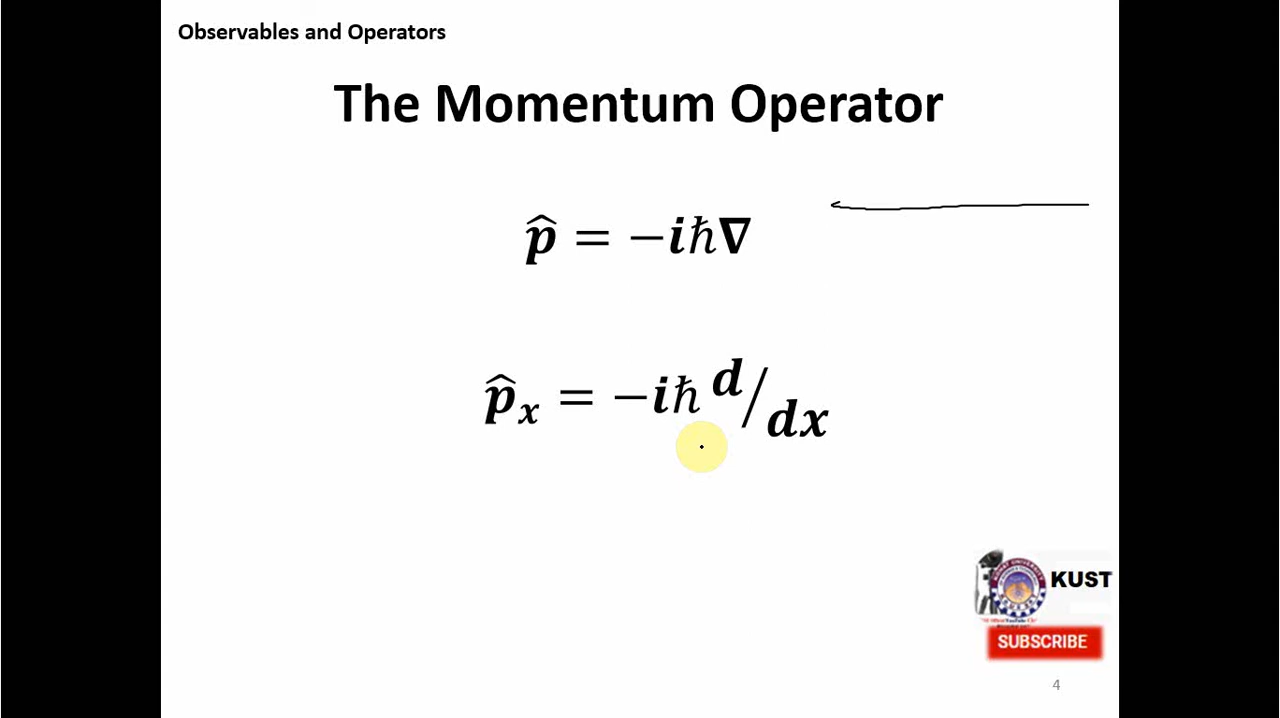 Observables and Operators
The Momentum Operator
p̂ = −iℏ∇
p̂ₓ = −iℏ d/dx
KUST
SUBSCRIBE
4